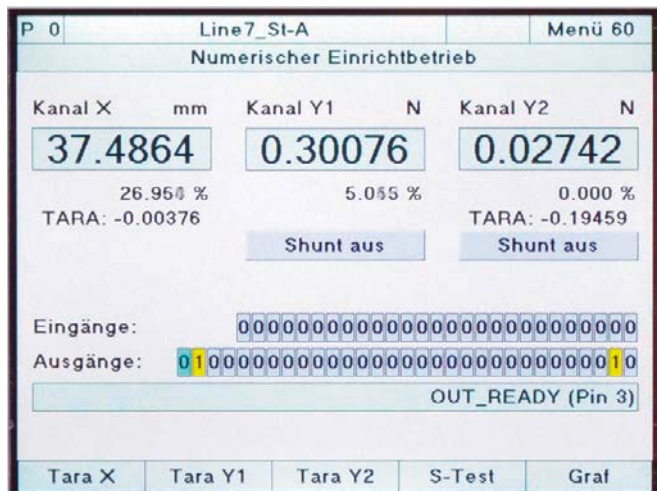 P 0 Line7_St-A Menü 60
Numerischer Einrichtbetrieb
Kanal X mm Kanal Y1 N Kanal Y2 N
37.4864 0.30076 0.02742
% % 0.000 %
TARA: -0.00376 TARA: -0.19459
Shunt aus Shunt aus
Eingänge: 000000000000000000000000000
Ausgänge: 0100000000000000000000000000010
OUT_READY (Pin 3)
Tara X Tara Y1 Tara Y2 S-Test Graf